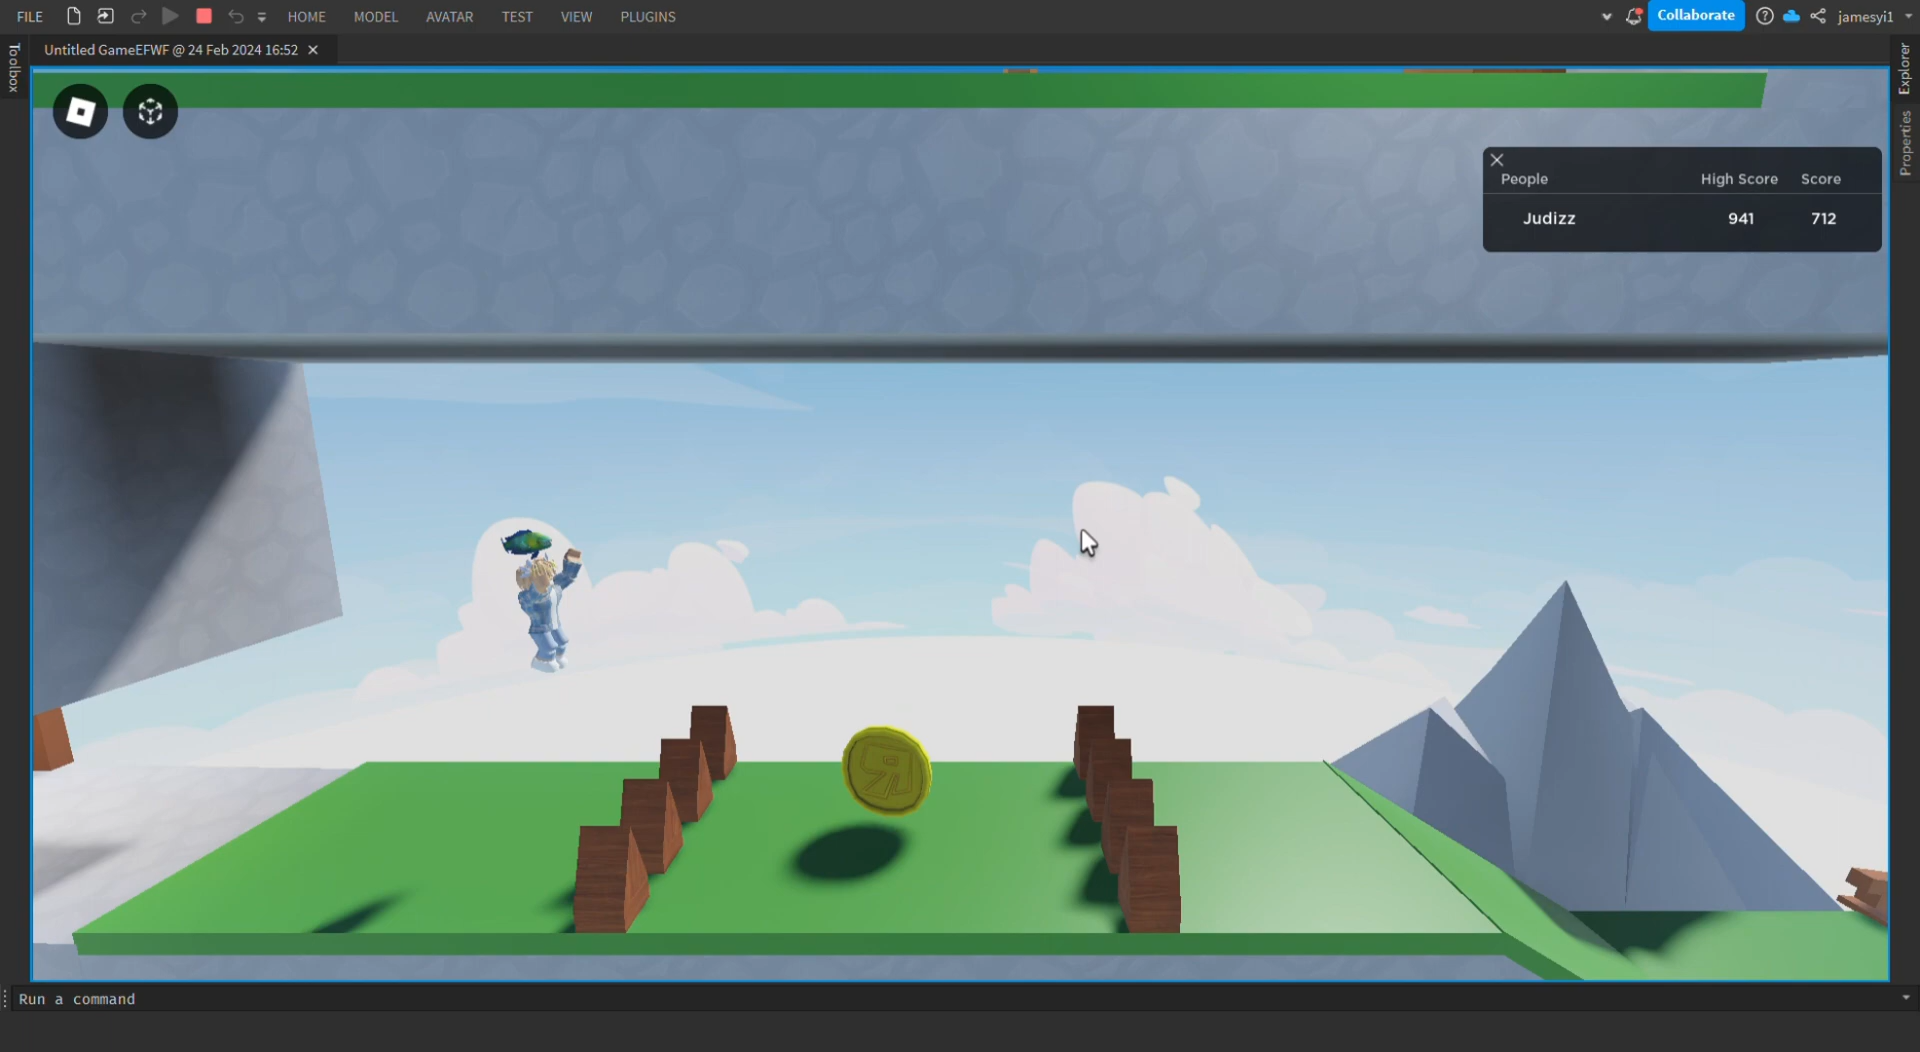 FILE HOME MODEL AVATAR TEST VIEW PLUGINS Collaborate jamesyi1
Untitled GameEFWF @ 24 Feb 2024 16:52
Toolbox
Explorer
Properties
People High Score Score
Judizz 941 712
Run a command